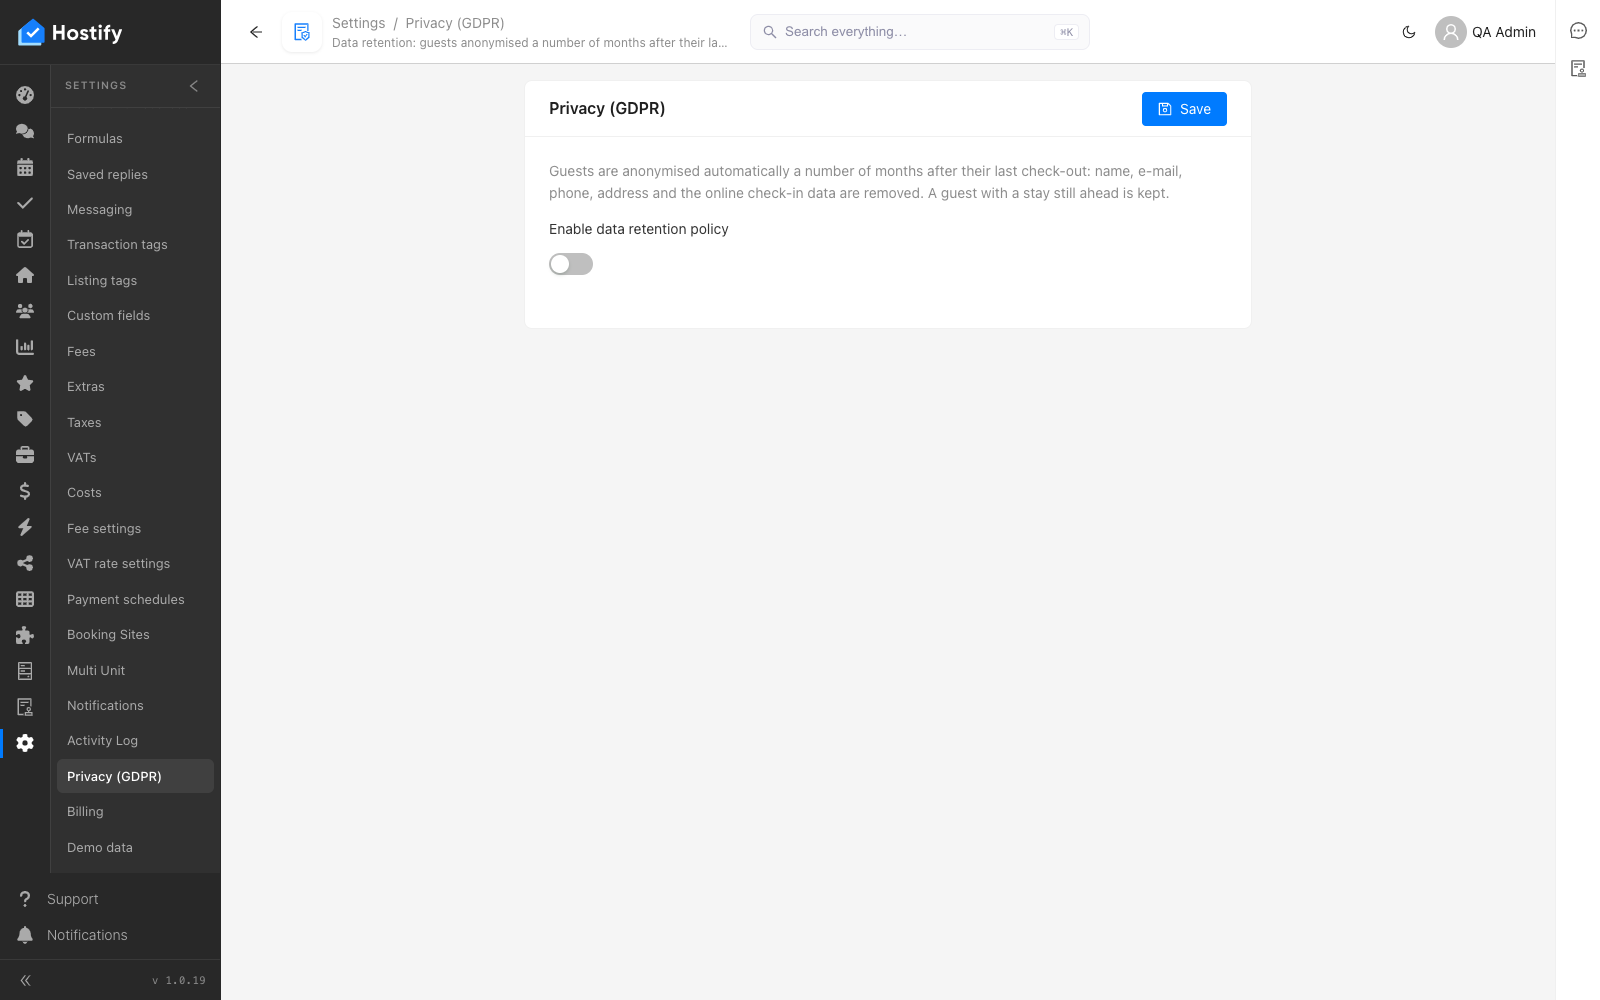 Hostify
Settings / Privacy (GDPR)
Data retention: guests anonymised a number of months after their la...
Search everything...
⌘K
QA Admin
SETTINGS
Formulas
Saved replies
Messaging
Transaction tags
Listing tags
Custom fields
Fees
Extras
Taxes
VATs
Costs
Fee settings
VAT rate settings
Payment schedules
Booking Sites
Multi Unit
Notifications
Activity Log
Privacy (GDPR)
Billing
Demo data
Support
Notifications
v 1.0.19
Privacy (GDPR)
Save
Guests are anonymised automatically a number of months after their last check-out: name, e-mail,
phone, address and the online check-in data are removed. A guest with a stay still ahead is kept.
Enable data retention policy